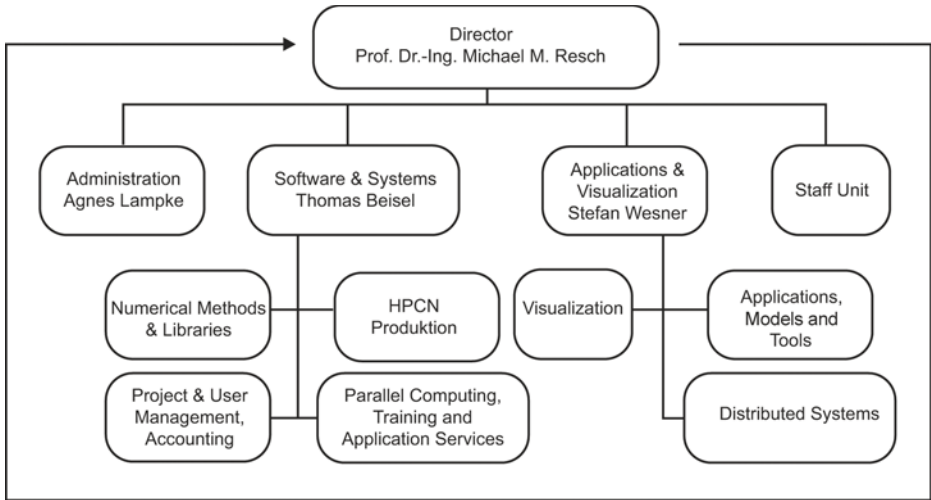 Director
Prof. Dr.-Ing. Michael M. Resch
Administration
Agnes Lampke
Software & Systems
Thomas Beisel
Applications &
Visualization
Stefan Wesner
Staff Unit
Numerical Methods
& Libraries
HPCN
Produktion
Visualization
Applications,
Models and
Tools
Project & User
Management,
Accounting
Parallel Computing,
Training and
Application Services
Distributed Systems